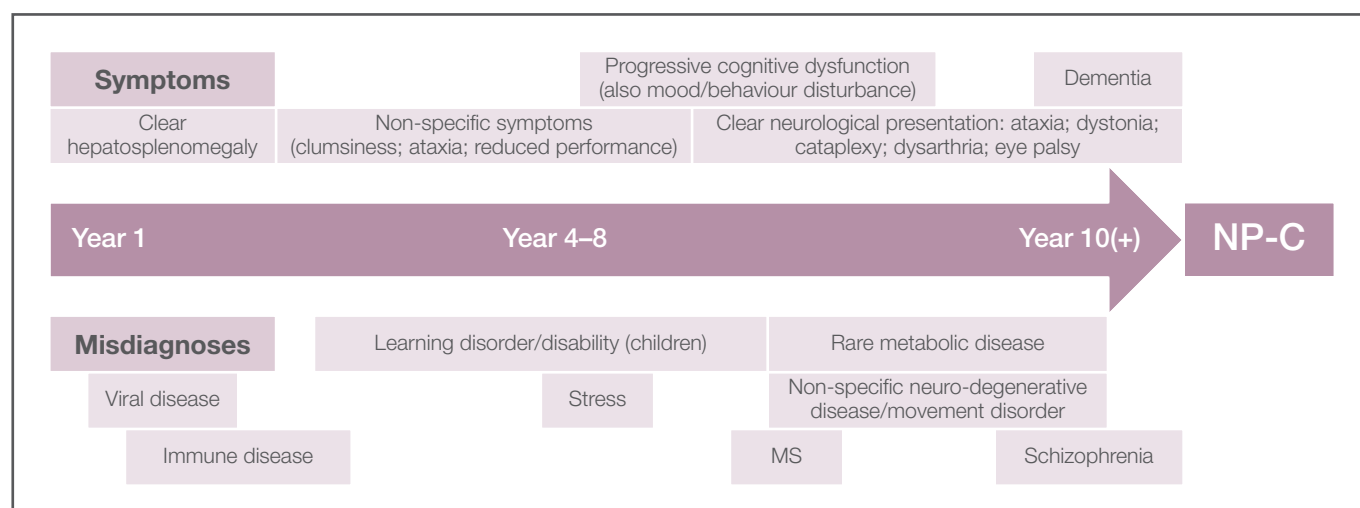 Symptoms
Progressive cognitive dysfunction
(also mood/behaviour disturbance)
Dementia
Clear
hepatosplenomegaly
Non-specific symptoms
(clumsiness; ataxia; reduced performance)
Clear neurological presentation: ataxia; dystonia;
cataplexy; dysarthria; eye palsy
Year 1
Year 4–8
Year 10(+)
NP-C
Misdiagnoses
Learning disorder/disability (children)
Rare metabolic disease
Viral disease
Stress
Non-specific neuro-degenerative
disease/movement disorder
Immune disease
MS
Schizophrenia